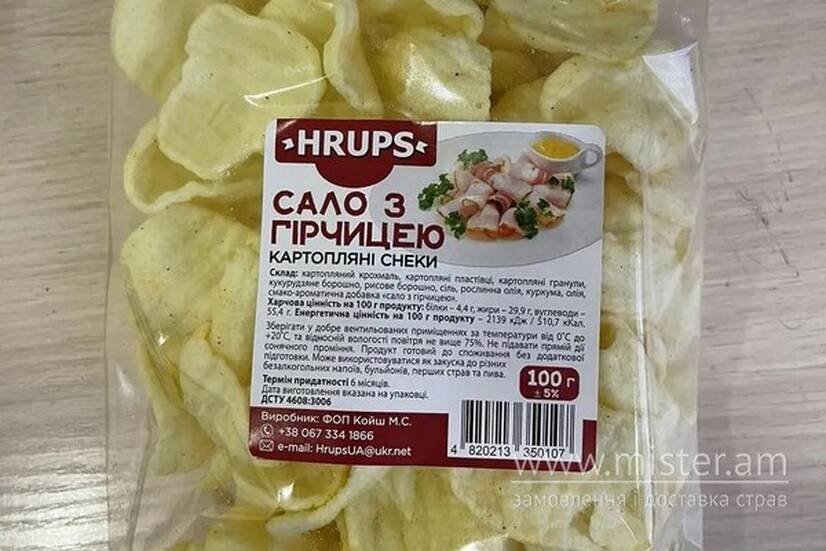 HRUPS
САЛО З
ГІРЧИЦЕЮ
КАРТОПЛЯНІ СНЕКИ
Склад: картопляний крохмаль, картопляні пластівці, картопляні гранули,
кукурудзяне борошно, рисове борошно, сіль, рослинна олія, куркума, олія,
смако-ароматична добавка «сало з гірчицею».
Харчова цінність на 100 г продукту: білки – 4,4 г, жири – 29,9 г, вуглеводи –
55,4 г. Енергетична цінність на 100 г продукту – 2139 кДж / 510,7 кКал.
Зберігати у добре вентильованих приміщеннях за температури від 0˚С до
+20˚С, та відносній вологості повітря не вище 75%. Не піддавати прямій дії
сонячного проміння. Продукт готовий до споживання без додаткової
підготовки. Може використовуватися як закуска до різних
безалкогольних напоїв, бульйонів, перших страв та пива.
Термін придатності 6 місяців.
Дата виготовлення вказана на упаковці.
ДСТУ 4608:3006
100 г
± 5%
Виробник: ФОП Койш М.С.
+38 067 334 1866
e-mail: HrupsUA@ukr.net
4 820213 350107
www.mister.am
замовлення і доставка страв